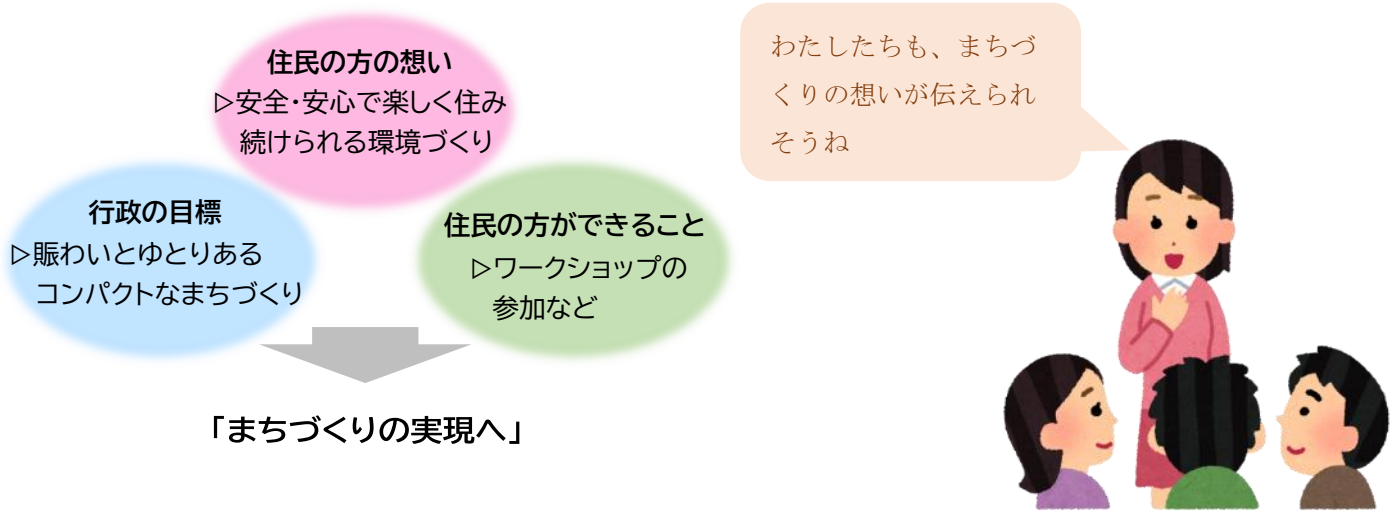 住民の方の想い
▷安全・安心で楽しく住み
続けられる環境づくり
行政の目標
▷賑わいとゆとりある
コンパクトなまちづくり
住民の方ができること
▷ワークショップの
参加など
「まちづくりの実現へ」
わたしたちも、まちづ
くりの想いが伝えられ
そうね